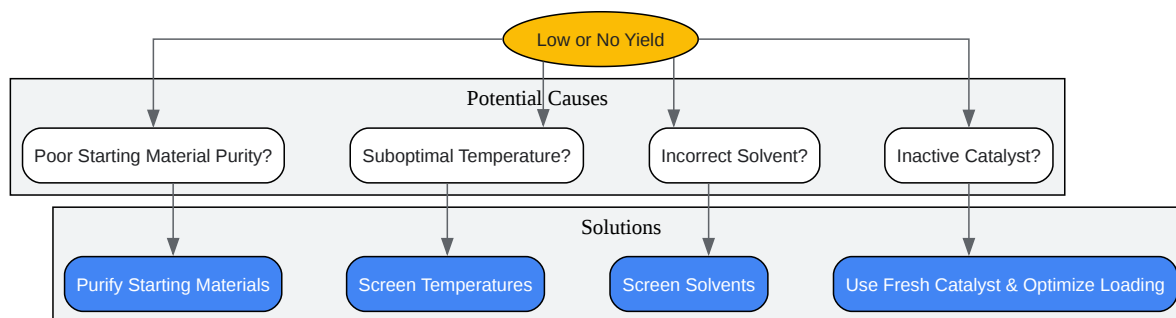 Low or No Yield
Potential Causes
Poor Starting Material Purity?
Suboptimal Temperature?
Incorrect Solvent?
Inactive Catalyst?
Solutions
Purify Starting Materials
Screen Temperatures
Screen Solvents
Use Fresh Catalyst & Optimize Loading